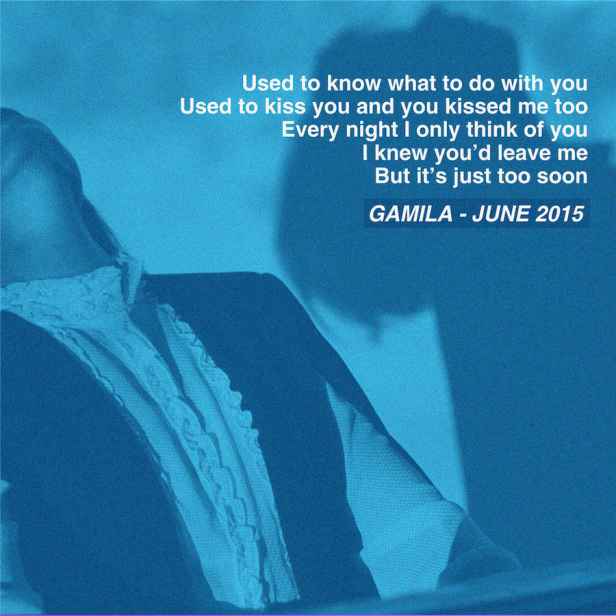 Used to know what to do with you
Used to kiss you and you kissed me too
Every night I only think of you
I knew you’d leave me
But it’s just too soon
GAMILA - JUNE 2015